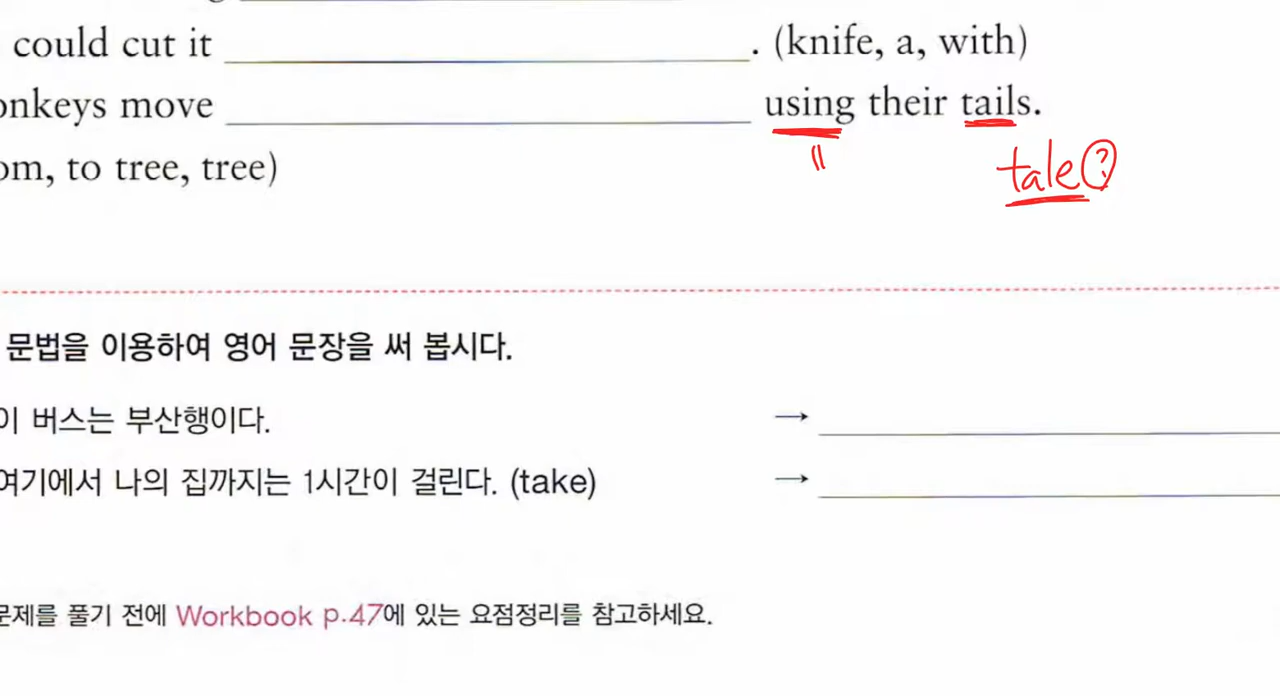 could cut it ____. (knife, a, with)
onkeys move ____ using their tails.
om, to tree, tree)
"
tale?
문법을 이용하여 영어 문장을 써 봅시다.
이 버스는 부산행이다. →
여기에서 나의 집까지는 1시간이 걸린다. (take) →
문제를 풀기 전에 Workbook p.47에 있는 요점정리를 참고하세요.